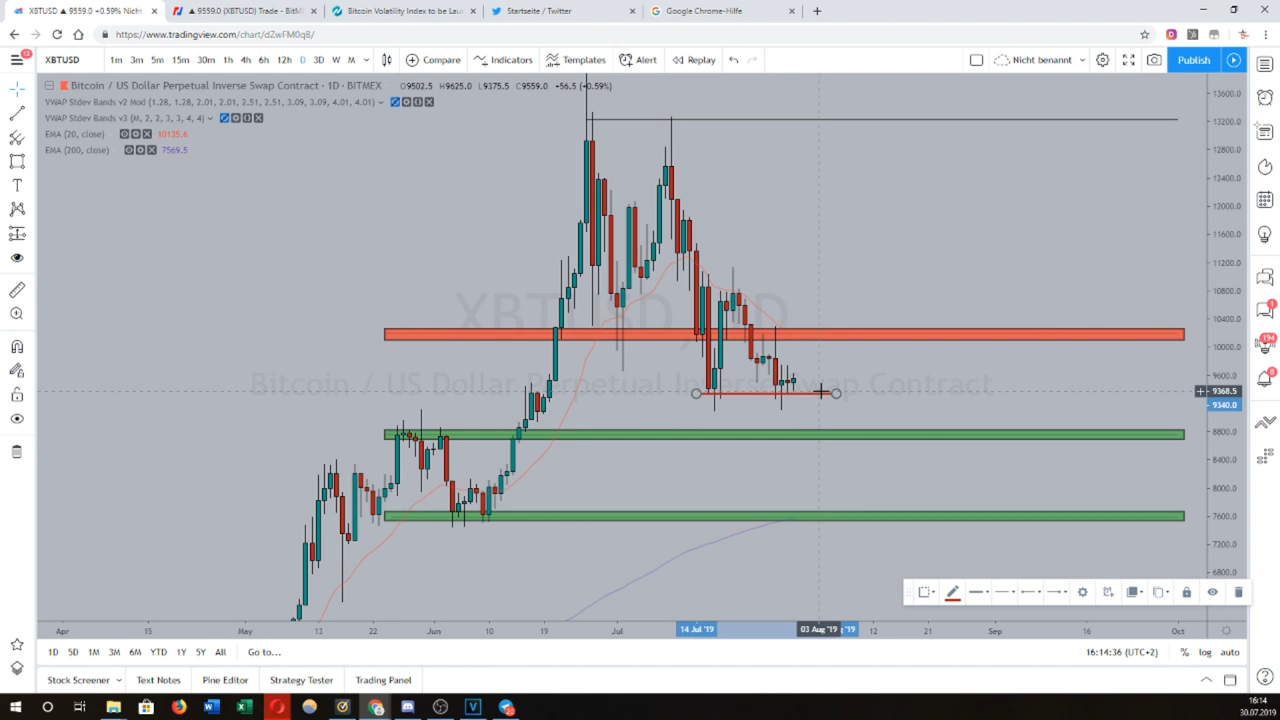 XBTUSD ▲ 9559.0 +0.59% Nicht
▲ 9559.0 (XBTUSD) Trade - BitME
Bitcoin Volatility Index to be Lau
Startseite / Twitter
Google Chrome-Hilfe
https://www.tradingview.com/chart/dZwFM0q8/
XBTUSD 1m 3m 5m 15m 30m 1h 4h 6h 12h D 3D W M Compare Indicators Templates Alert Replay Nicht benannt Publish
Bitcoin / US Dollar Perpetual Inverse Swap Contract · 1D · BITMEX O9502.5 H9625.0 L9375.5 C9559.0 +56.5 (+0.59%)
VWAP Stdev Bands v2 Mod (1.28, 1.28, 2.01, 2.01, 2.51, 2.51, 3.09, 3.09, 4.01, 4.01)
VWAP Stdev Bands v3 (M, 2, 2, 3, 3, 4, 4)
EMA (20, close) 10135.6
EMA (200, close) 7569.5
XBTUSD, 1D
Bitcoin / US Dollar Perpetual Inverse Swap Contract
13600.0
13200.0
12800.0
12400.0
12000.0
11600.0
11200.0
10800.0
10400.0
10000.0
9600.0
9368.5
9340.0
8800.0
8400.0
8000.0
7600.0
7200.0
6800.0
12
1
194
8
Apr 15 May 13 22 Jun 10 19 Jul 14 Jul '19 03 Aug '19 '19 12 21 Sep 16 Oct
1D 5D 1M 3M 6M YTD 1Y 5Y All Go to... 16:14:36 (UTC+2) % log auto
Stock Screener Text Notes Pine Editor Strategy Tester Trading Panel
16:14
30.07.2019